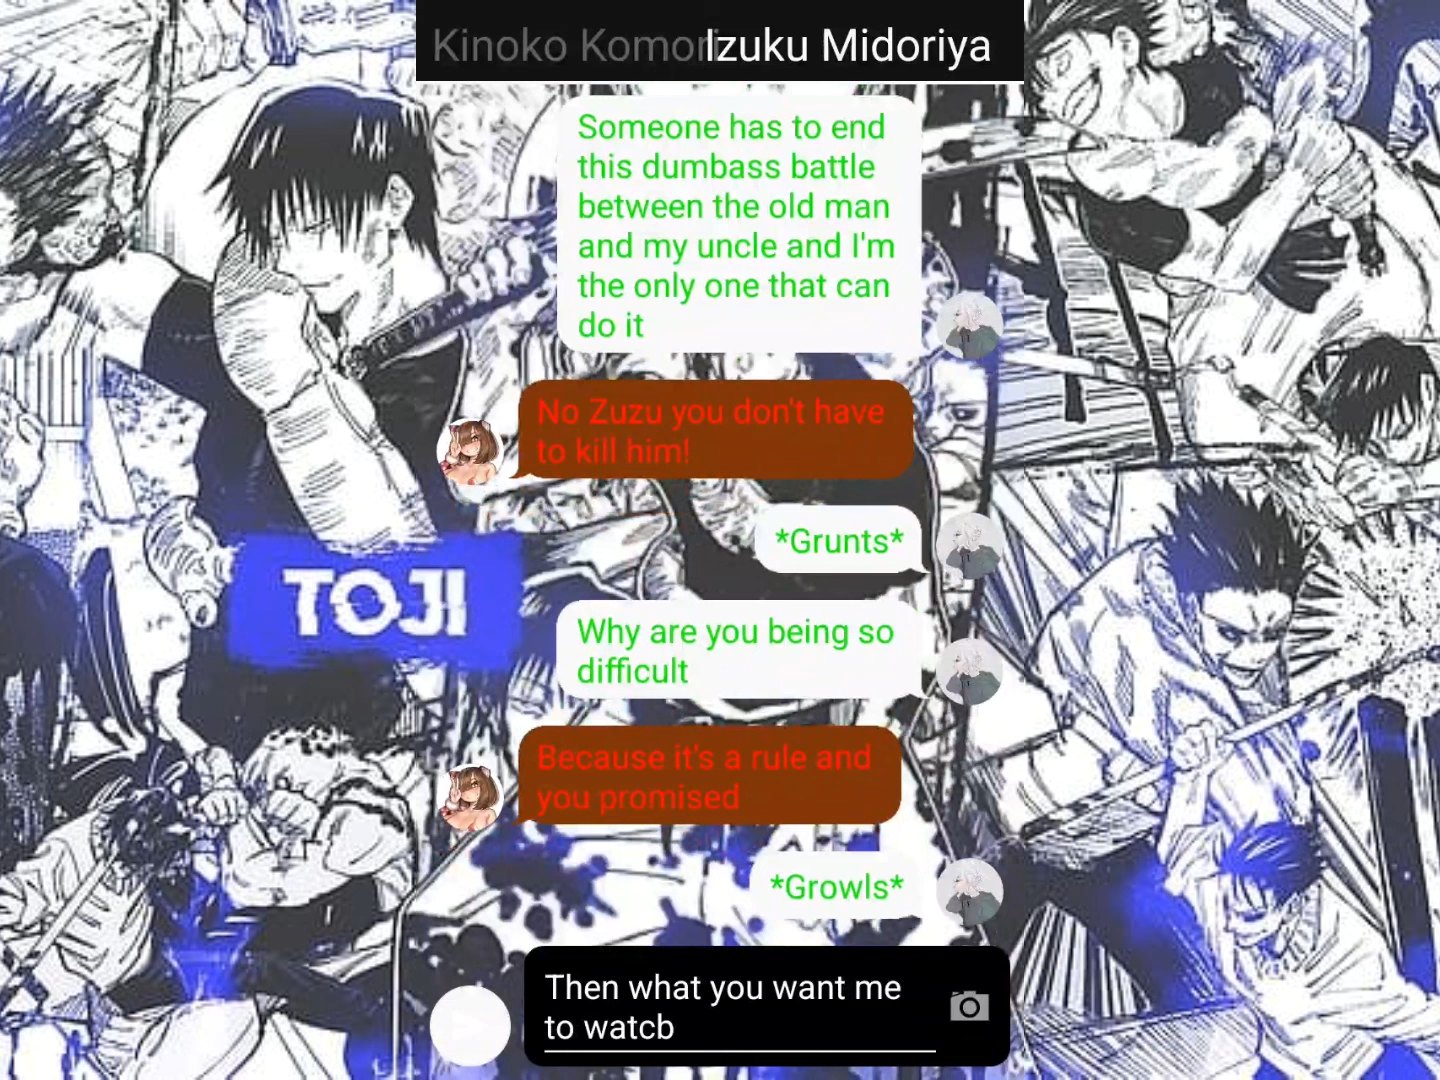 Kinoko Komori Izuku Midoriya
Someone has to end
this dumbass battle
between the old man
and my uncle and I'm
the only one that can
do it
No Zuzu you don't have
to kill him!
*Grunts*
Why are you being so
difficult
TOJI
Because it's a rule and
you promised
*Growls*
Then what you want me
to watcb